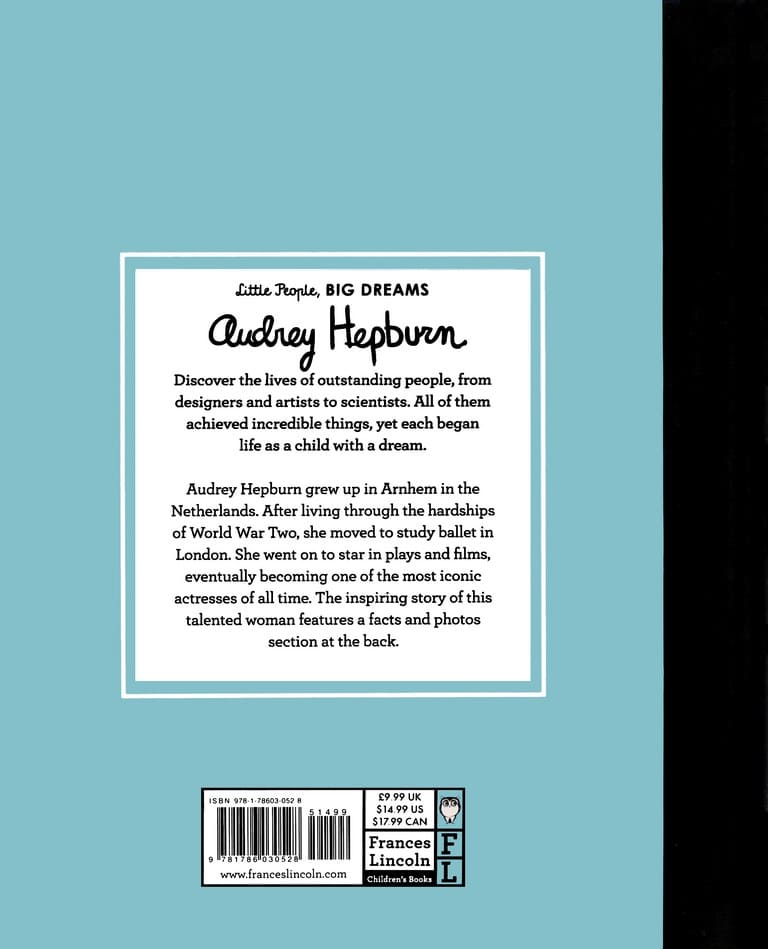 Little People, BIG DREAMS
Audrey Hepburn
Discover the lives of outstanding people, from
designers and artists to scientists. All of them
achieved incredible things, yet each began
life as a child with a dream.
Audrey Hepburn grew up in Arnhem in the
Netherlands. After living through the hardships
of World War Two, she moved to study ballet in
London. She went on to star in plays and films,
eventually becoming one of the most iconic
actresses of all time. The inspiring story of this
talented woman features a facts and photos
section at the back.
ISBN 978-1-78603-052 8
51499
9 781786 030528
www.franceslincoln.com
£9.99 UK
$14.99 US
$17.99 CAN
Frances
Lincoln
Children's Books
F
L